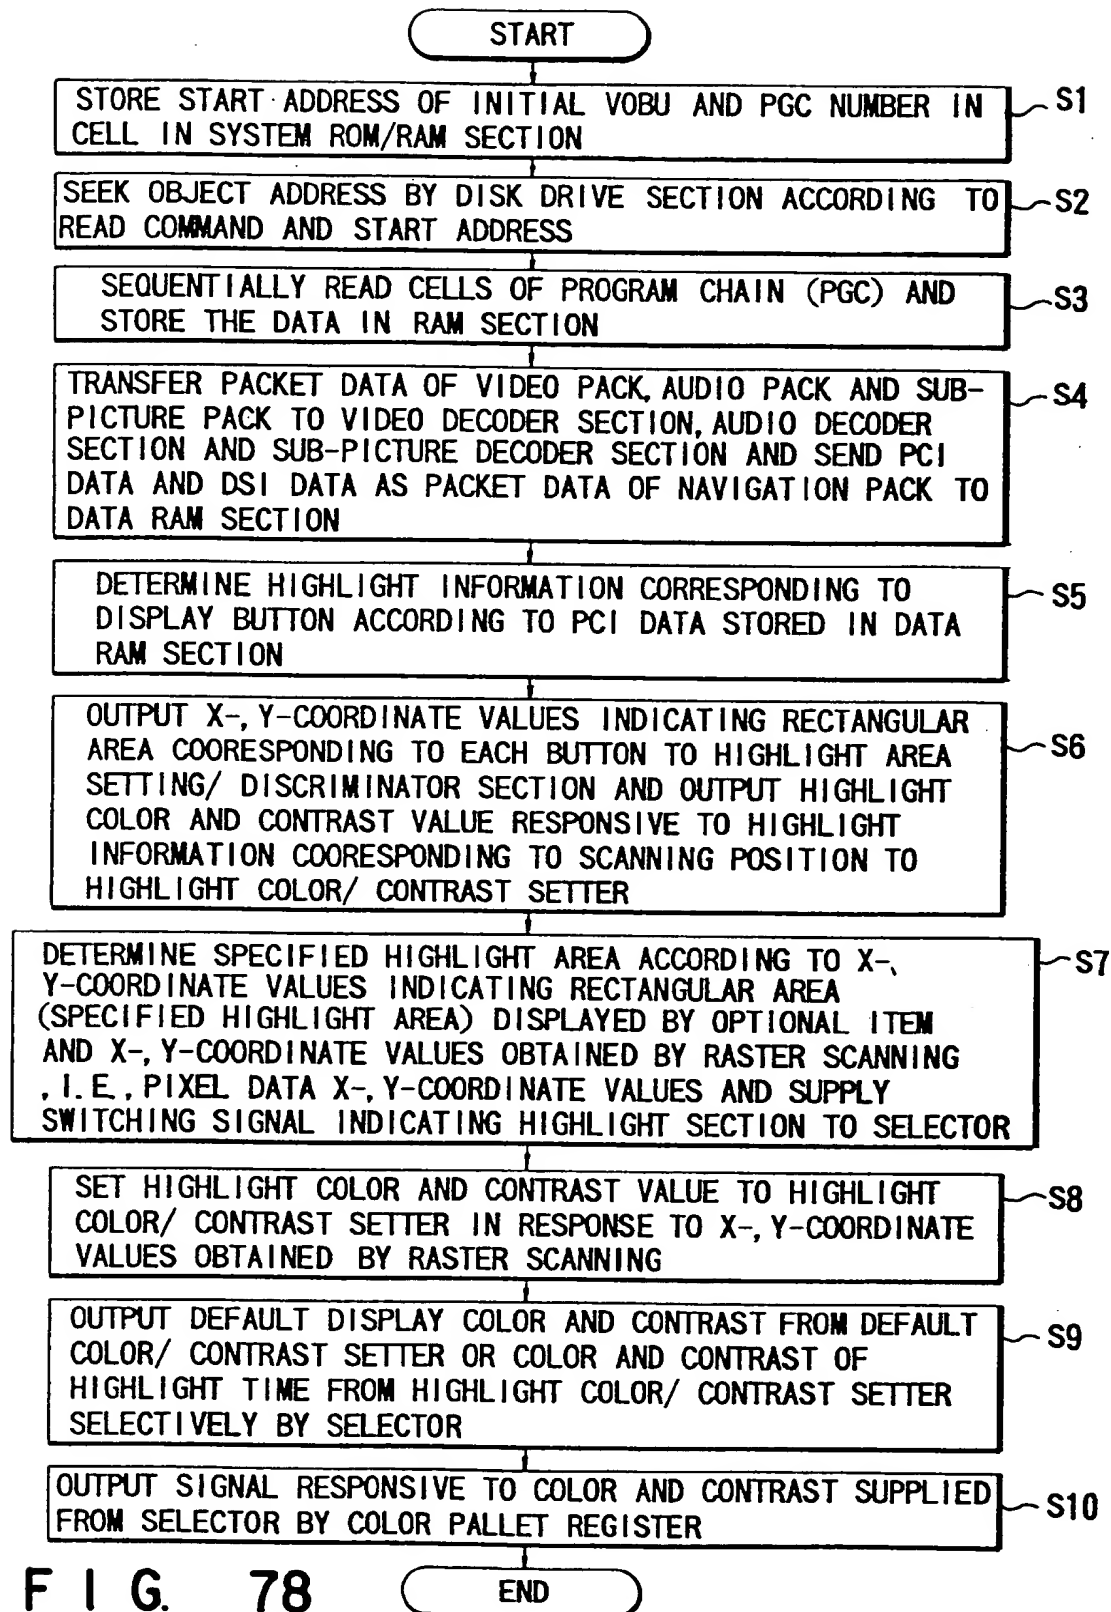 START
STORE START ADDRESS OF INITIAL VOBU AND PGC NUMBER IN
CELL IN SYSTEM ROM/RAM SECTION
S1
SEEK OBJECT ADDRESS BY DISK DRIVE SECTION ACCORDING TO
READ COMMAND AND START ADDRESS
S2
SEQUENTIALLY READ CELLS OF PROGRAM CHAIN (PGC) AND
STORE THE DATA IN RAM SECTION
S3
TRANSFER PACKET DATA OF VIDEO PACK, AUDIO PACK AND SUB-
PICTURE PACK TO VIDEO DECODER SECTION, AUDIO DECODER
SECTION AND SUB-PICTURE DECODER SECTION AND SEND PCI
DATA AND DSI DATA AS PACKET DATA OF NAVIGATION PACK TO
DATA RAM SECTION
S4
DETERMINE HIGHLIGHT INFORMATION CORRESPONDING TO
DISPLAY BUTTON ACCORDING TO PCI DATA STORED IN DATA
RAM SECTION
S5
OUTPUT X-, Y-COORDINATE VALUES INDICATING RECTANGULAR
AREA COORESPONDING TO EACH BUTTON TO HIGHLIGHT AREA
SETTING/ DISCRIMINATOR SECTION AND OUTPUT HIGHLIGHT
COLOR AND CONTRAST VALUE RESPONSIVE TO HIGHLIGHT
INFORMATION COORESPONDING TO SCANNING POSITION TO
HIGHLIGHT COLOR/ CONTRAST SETTER
S6
DETERMINE SPECIFIED HIGHLIGHT AREA ACCORDING TO X-,
Y-COORDINATE VALUES INDICATING RECTANGULAR AREA
(SPECIFIED HIGHLIGHT AREA) DISPLAYED BY OPTIONAL ITEM
AND X-, Y-COORDINATE VALUES OBTAINED BY RASTER SCANNING
, I.E., PIXEL DATA X-, Y-COORDINATE VALUES AND SUPPLY
SWITCHING SIGNAL INDICATING HIGHLIGHT SECTION TO SELECTOR
S7
SET HIGHLIGHT COLOR AND CONTRAST VALUE TO HIGHLIGHT
COLOR/ CONTRAST SETTER IN RESPONSE TO X-, Y-COORDINATE
VALUES OBTAINED BY RASTER SCANNING
S8
OUTPUT DEFAULT DISPLAY COLOR AND CONTRAST FROM DEFAULT
COLOR/ CONTRAST SETTER OR COLOR AND CONTRAST OF
HIGHLIGHT TIME FROM HIGHLIGHT COLOR/ CONTRAST SETTER
SELECTIVELY BY SELECTOR
S9
OUTPUT SIGNAL RESPONSIVE TO COLOR AND CONTRAST SUPPLIED
FROM SELECTOR BY COLOR PALLET REGISTER
S10
END
FIG. 78